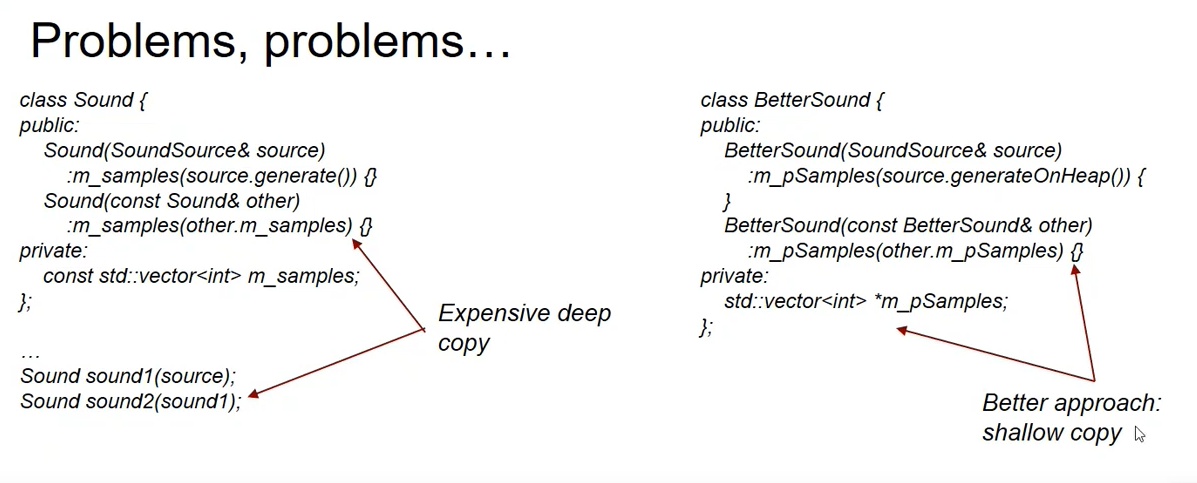 Problems, problems…
class Sound {
public:
Sound(SoundSource& source)
:m_samples(source.generate()) {}
Sound(const Sound& other)
:m_samples(other.m_samples) {}
private:
const std::vector<int> m_samples;
};
…
Sound sound1(source);
Sound sound2(sound1);
Expensive deep
copy
class BetterSound {
public:
BetterSound(SoundSource& source)
:m_pSamples(source.generateOnHeap()) {
}
BetterSound(const BetterSound& other)
:m_pSamples(other.m_pSamples) {}
private:
std::vector<int> *m_pSamples;
};
Better approach:
shallow copy